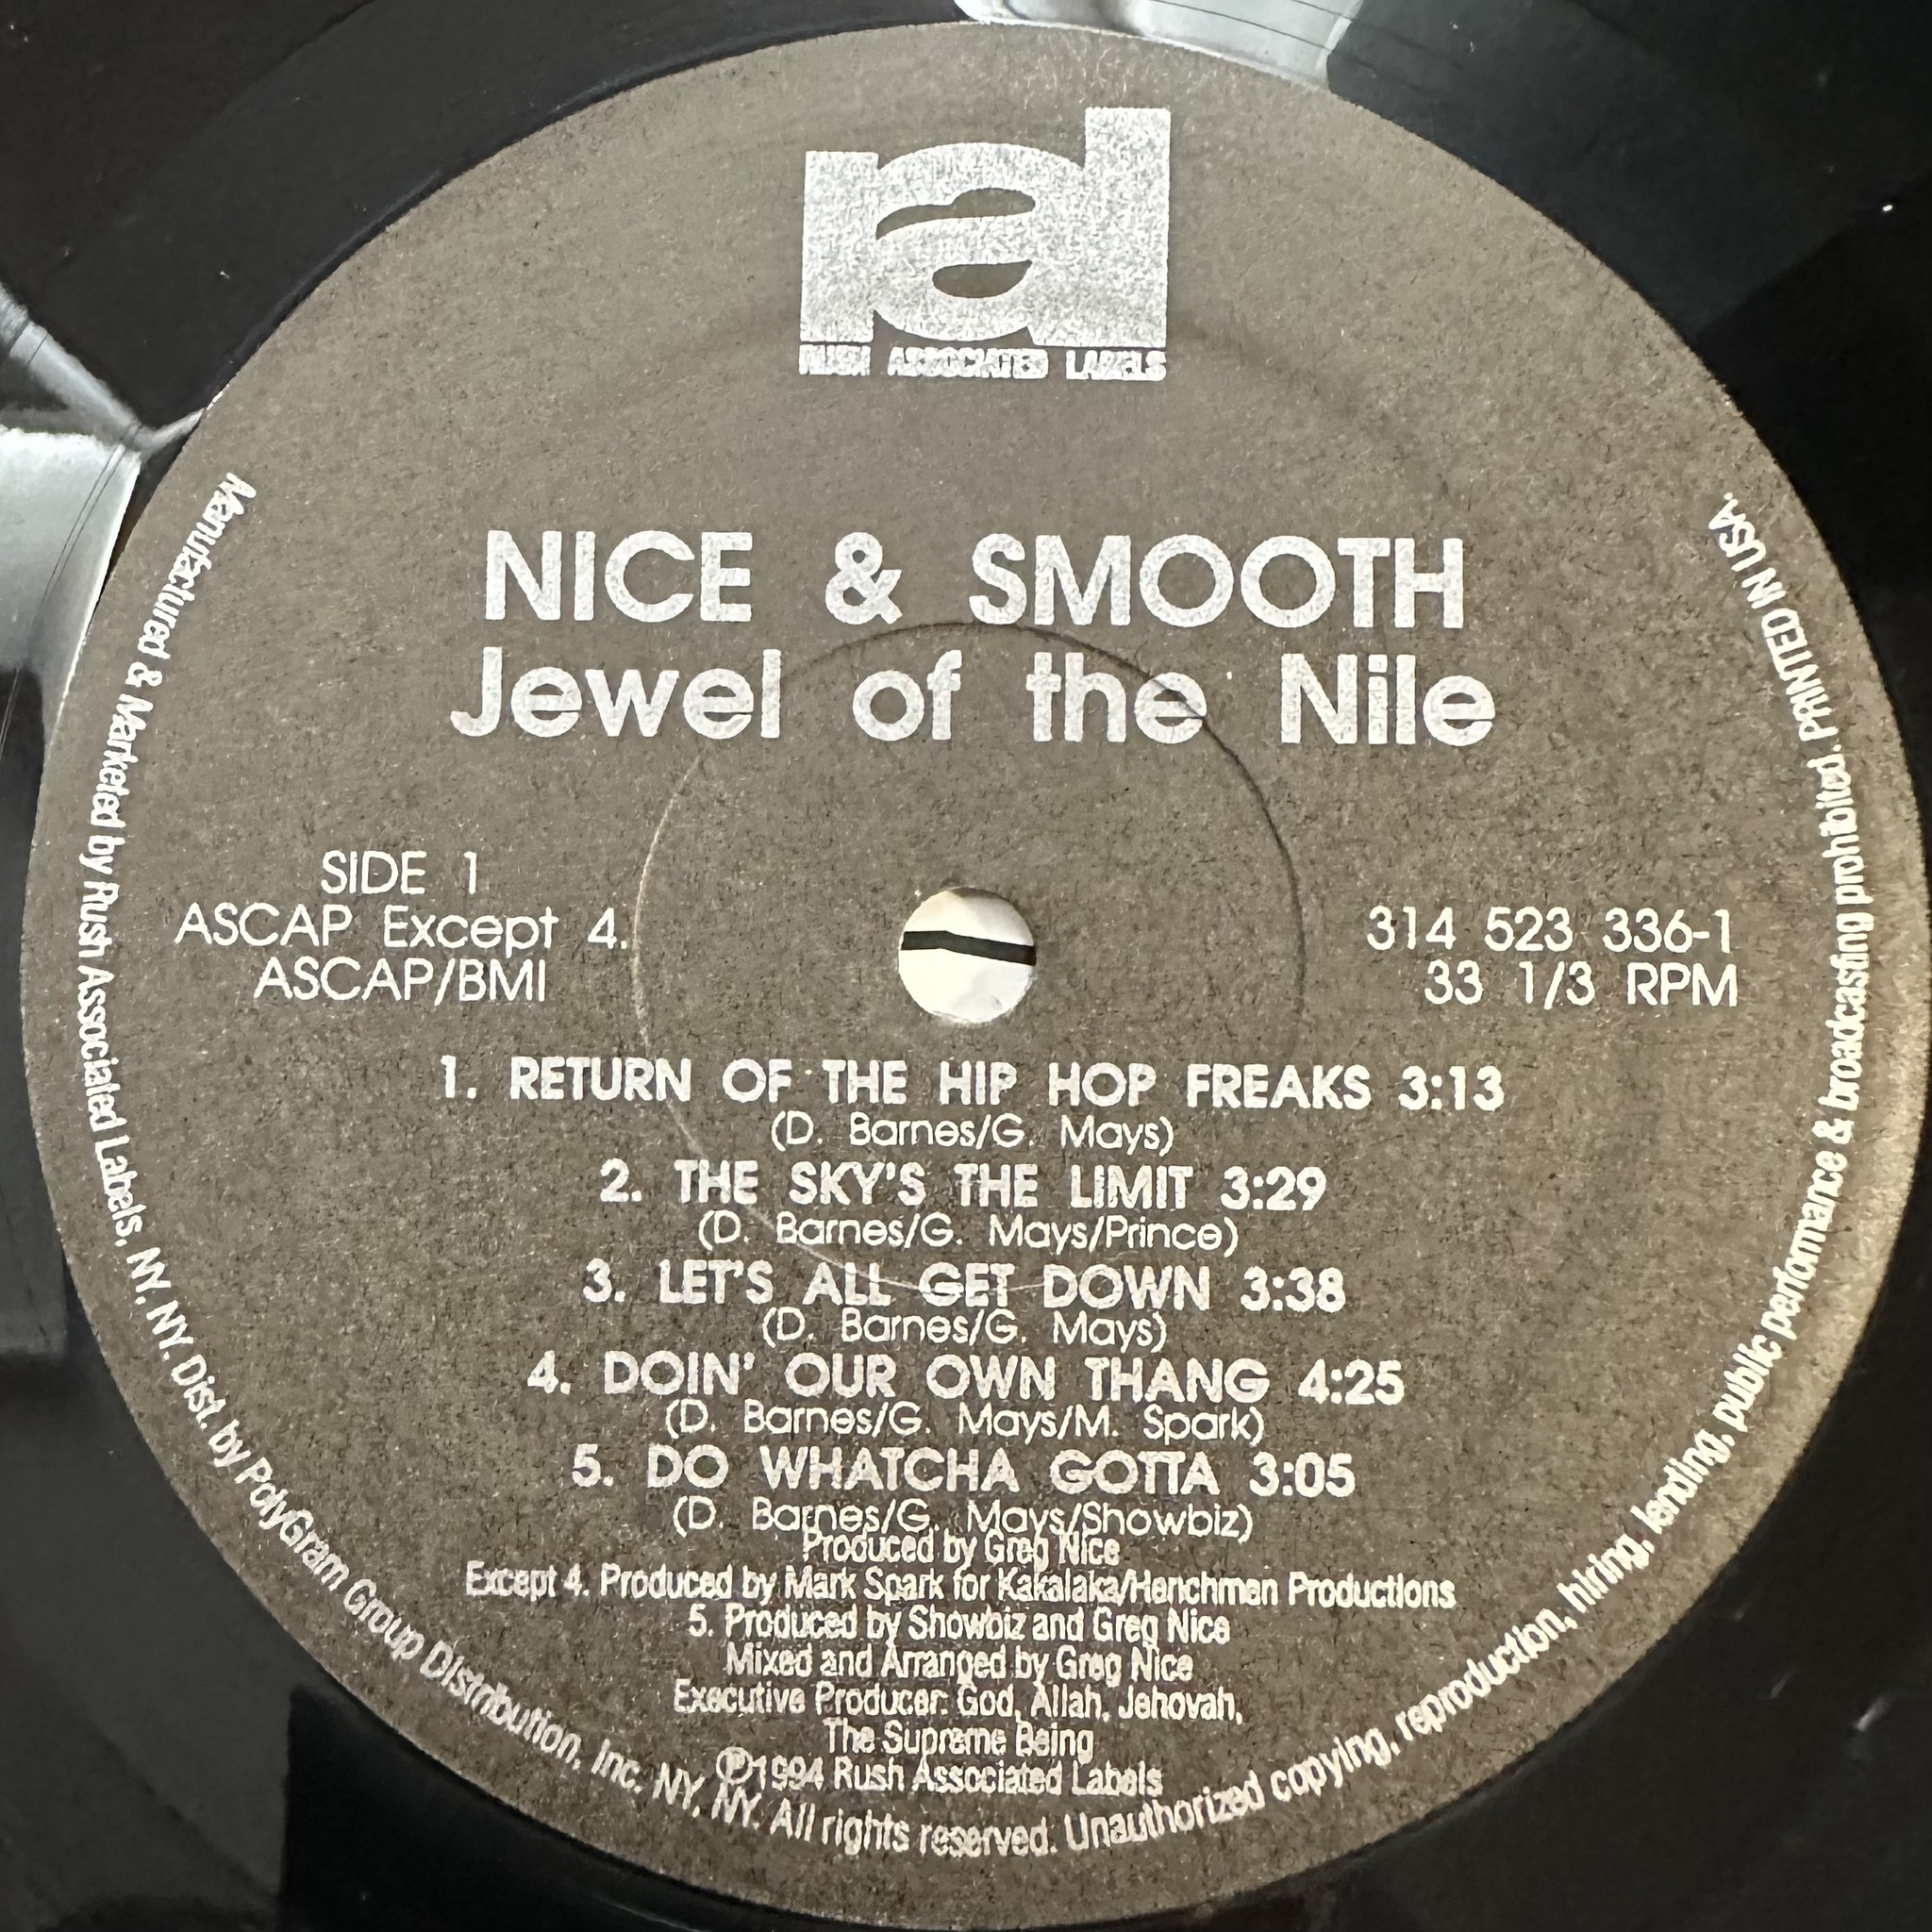 ral
RUSH ASSOCIATED LABELS
NICE & SMOOTH
Jewel of the Nile
SIDE 1
ASCAP Except 4.
ASCAP/BMI
314 523 336-1
33 1/3 RPM
1. RETURN OF THE HIP HOP FREAKS 3:13
(D. Barnes/G. Mays)
2. THE SKY'S THE LIMIT 3:29
(D. Barnes/G. Mays/Prince)
3. LET'S ALL GET DOWN 3:38
(D. Barnes/G. Mays)
4. DOIN' OUR OWN THANG 4:25
(D. Barnes/G. Mays/M. Spark)
5. DO WHATCHA GOTTA 3:05
(D. Barnes/G. Mays/Showbiz)
Produced by Greg Nice
Except 4. Produced by Mark Spark for Kakalaka/Henchmen Productions
5. Produced by Showbiz and Greg Nice
Mixed and Arranged by Greg Nice
Executive Producer: God, Allah, Jehovah,
The Supreme Being
℗1994 Rush Associated Labels
Manufactured & Marketed by Rush Associated Labels, NY, NY. Dist. by PolyGram Group Distribution, Inc. NY, NY. All rights reserved. Unauthorized copying, reproduction, hiring, lending, public performance & broadcasting prohibited. PRINTED IN USA.